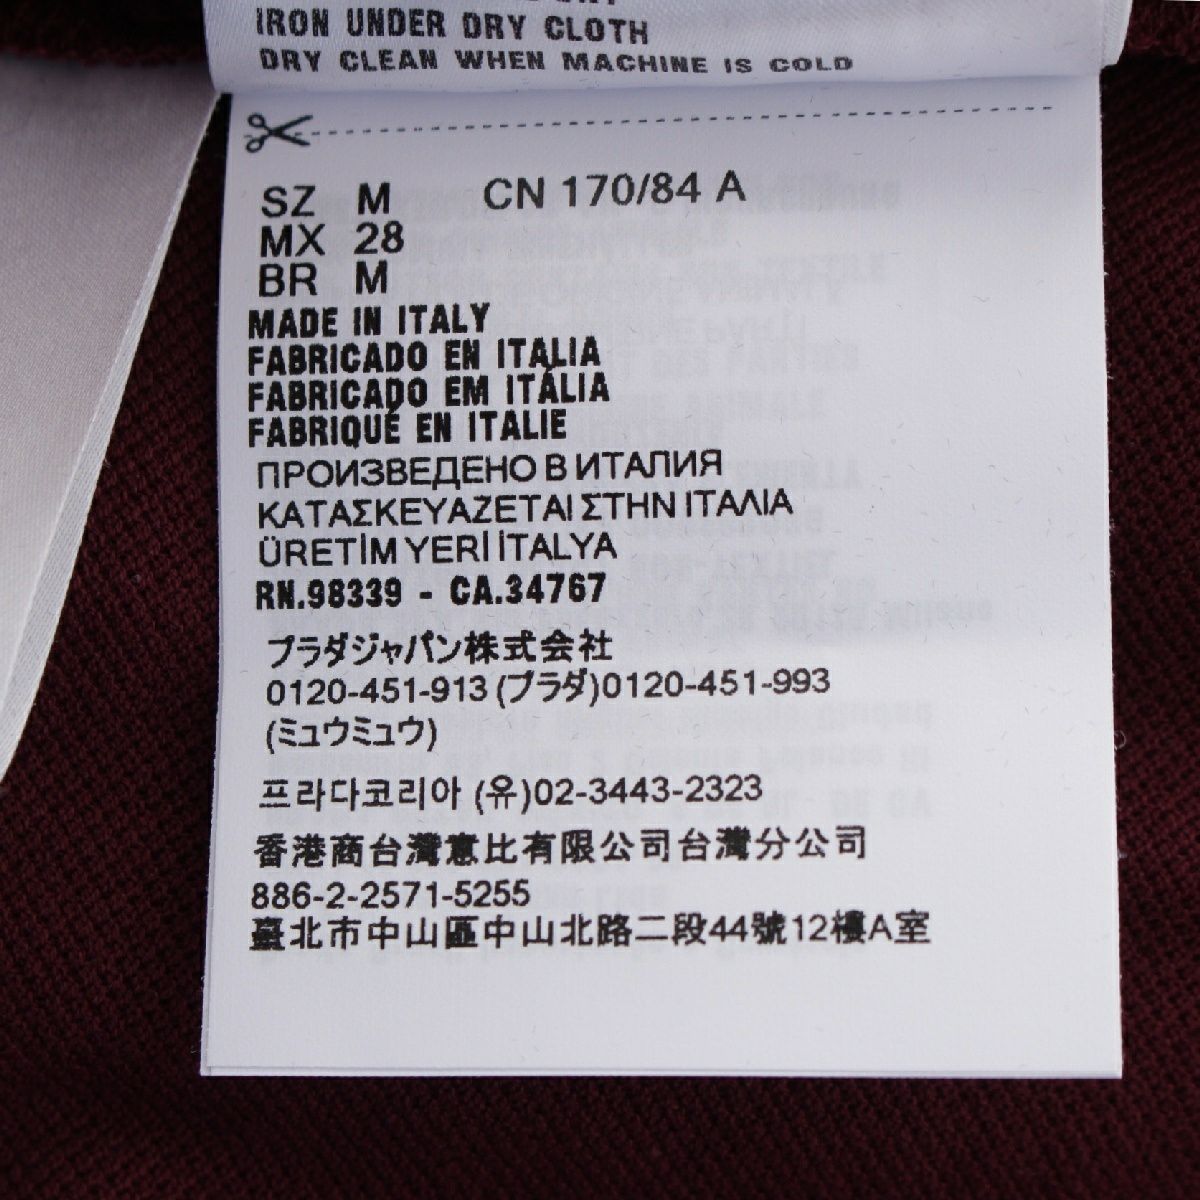 IRON UNDER DRY CLOTH
DRY CLEAN WHEN MACHINE IS COLD
SZ M CN 170/84 A
MX 28
BR M
MADE IN ITALY
FABRICADO EN ITALIA
FABRICADO EM ITÁLIA
FABRIQUÉ EN ITALIE
ПРОИЗВЕДЕНО В ИТАЛИЯ
ΚΑΤΑΣΚΕΥΑΖΕΤΑΙ ΣΤΗΝ ΙΤΑΛΙΑ
ÜRETİM YERİ İTALYA
RN.98339 - CA.34767
プラダジャパン株式会社
0120-451-913 (プラダ)0120-451-993
(ミュウミュウ)
프라다코리아 (유)02-3443-2323
香港商台灣惠比有限公司台灣分公司
886-2-2571-5255
臺北市中山區中山北路二段44號12樓A室